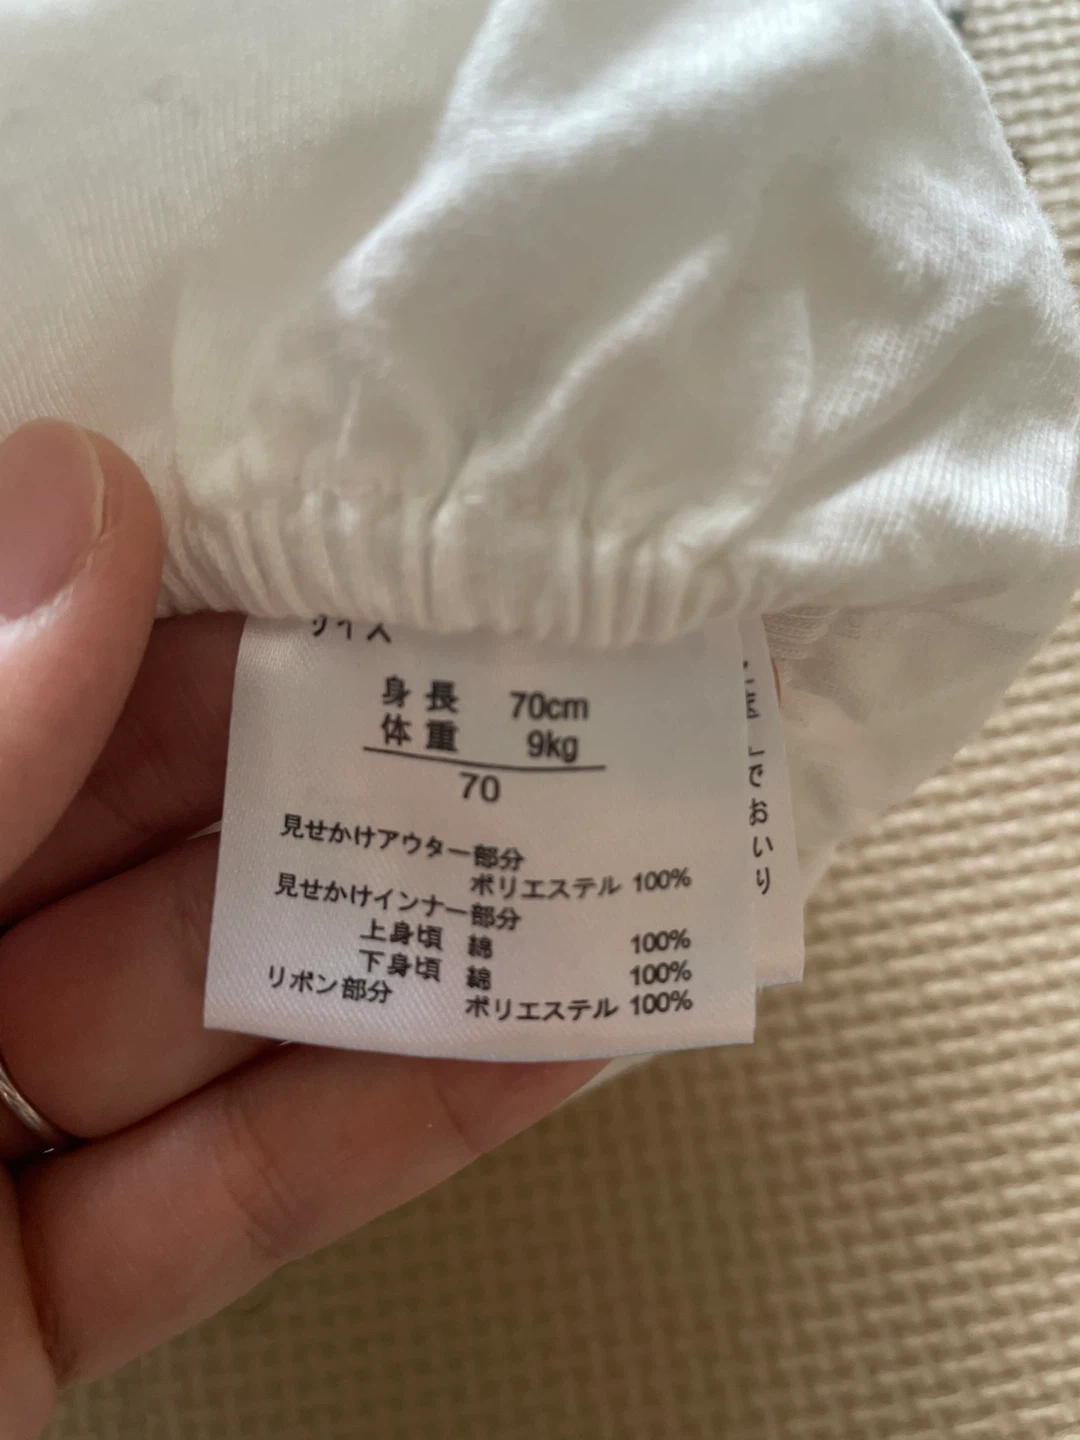 サイズ
身長 70cm
体重 9kg
70
見せかけアウター部分
ポリエステル 100%
見せかけインナー部分
上身頃 綿 100%
下身頃 綿 100%
リボン部分
ポリエステル 100%
」でおいり